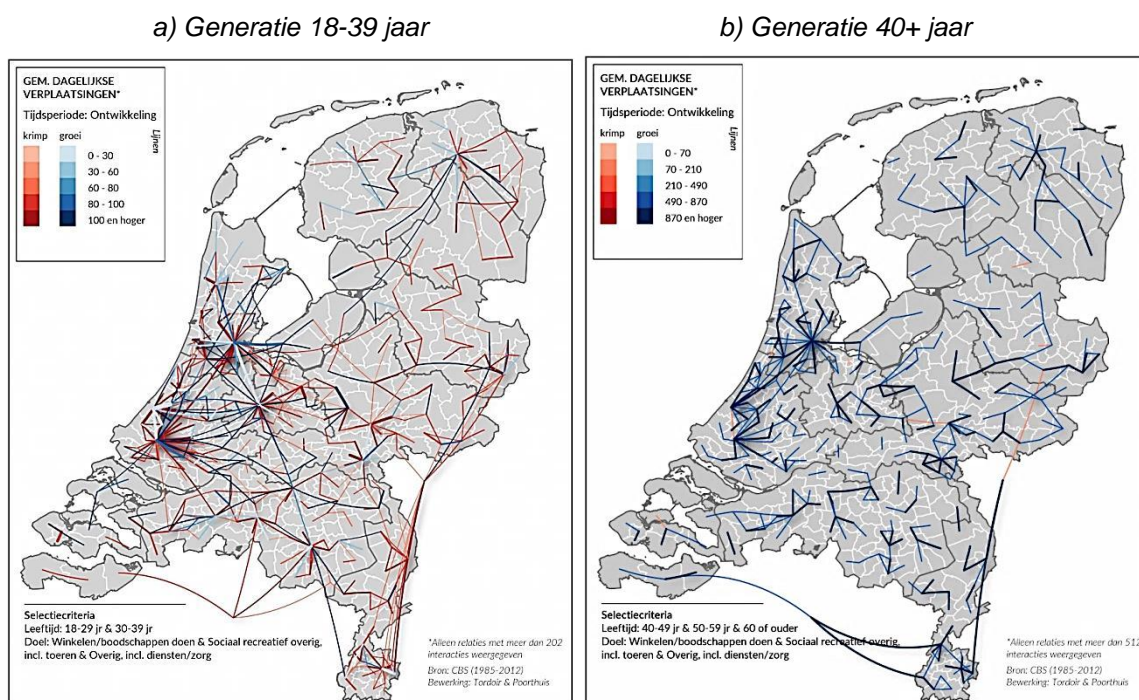 a) Generatie 18-39 jaar
b) Generatie 40+ jaar
GEM. DAGELIJKSE
VERPLAATSINGEN*
Tijdsperiode: Ontwikkeling
krimp groei
Lijnen
0 - 30
30 - 60
60 - 80
80 - 100
100 en hoger
Selectiecriteria
Leeftijd: 18-29 jr & 30-39 jr
Doel: Winkelen/boodschappen doen & Sociaal recreatief overig,
incl. toeren & Overig, incl. diensten/zorg
*Alleen relaties met meer dan 202
interacties weergegeven
Bron: CBS (1985-2012)
Bewerking: Tordoir & Poorthuis
GEM. DAGELIJKSE
VERPLAATSINGEN*
Tijdsperiode: Ontwikkeling
krimp groei
Lijnen
0 - 70
70 - 210
210 - 490
490 - 870
870 en hoger
Selectiecriteria
Leeftijd: 40-49 jr & 50-59 jr & 60 of ouder
Doel: Winkelen/boodschappen doen & Sociaal recreatief overig,
incl. toeren & Overig, incl. diensten/zorg
*Alleen relaties met meer dan 512
interacties weergegeven
Bron: CBS (1985-2012)
Bewerking: Tordoir & Poorthuis